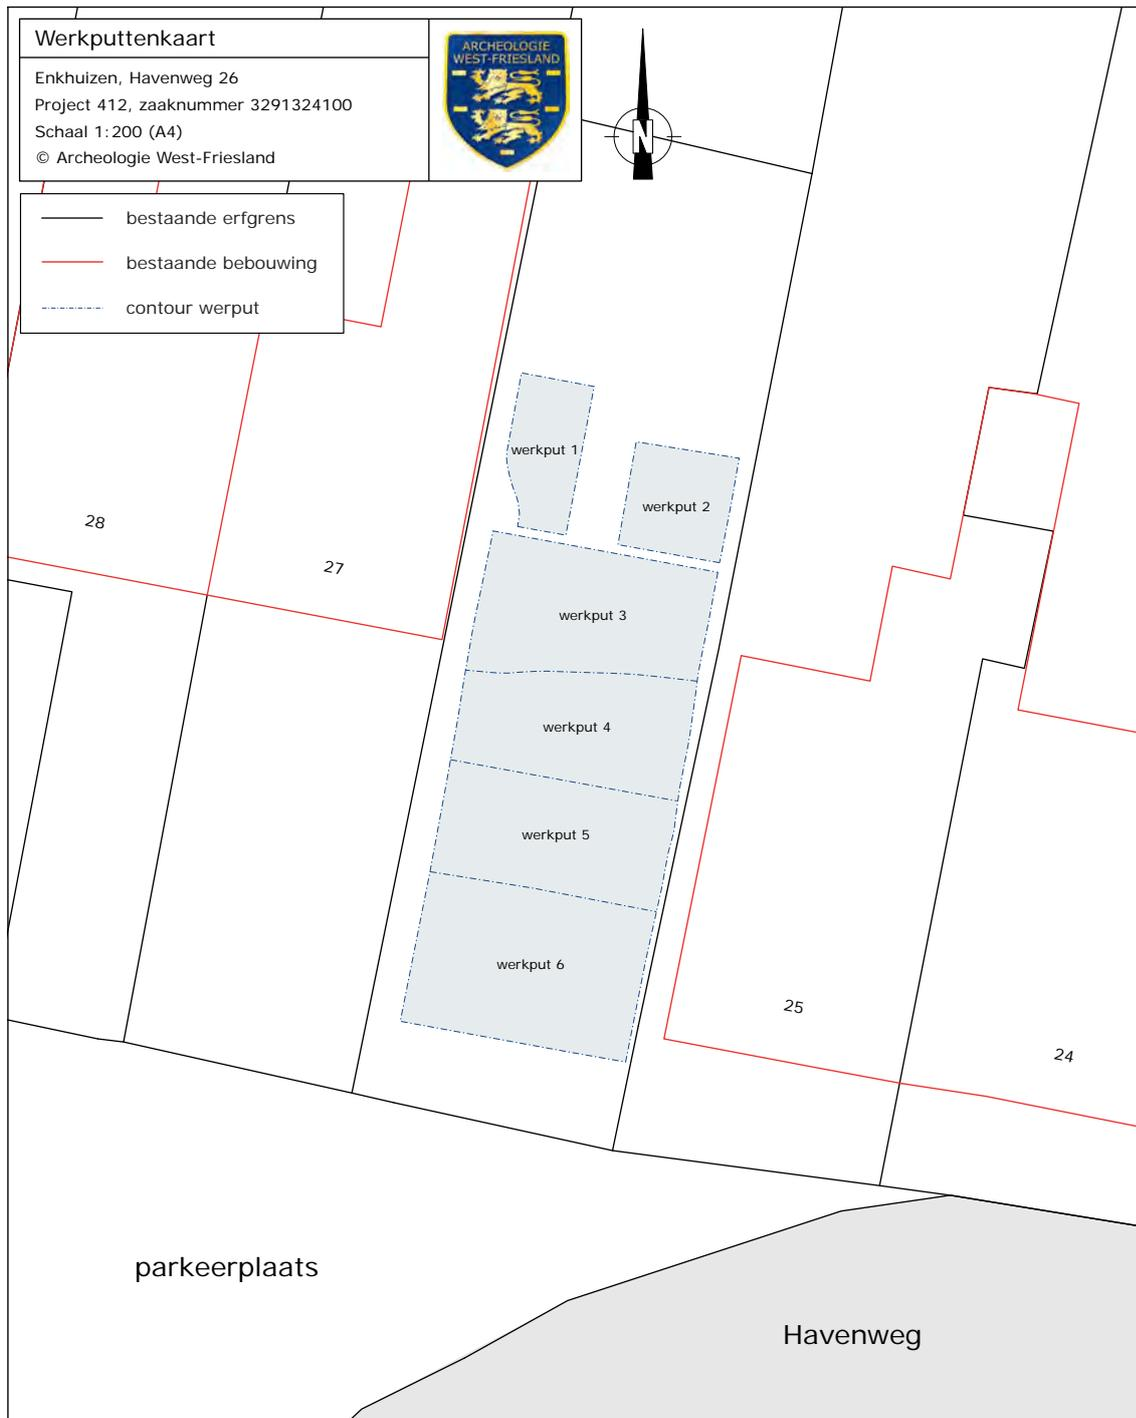 Werkputtenkaart
Enkhuizen, Havenweg 26
Project 412, zaaknummer 3291324100
Schaal 1:200 (A4)
© Archeologie West-Friesland
ARCHEOLOGIE
WEST-FRIESLAND
N
bestaande erfgrens
bestaande bebouwing
contour werput
werkput 1
werkput 2
28
27
werkput 3
werkput 4
werkput 5
werkput 6
25
24
parkeerplaats
Havenweg